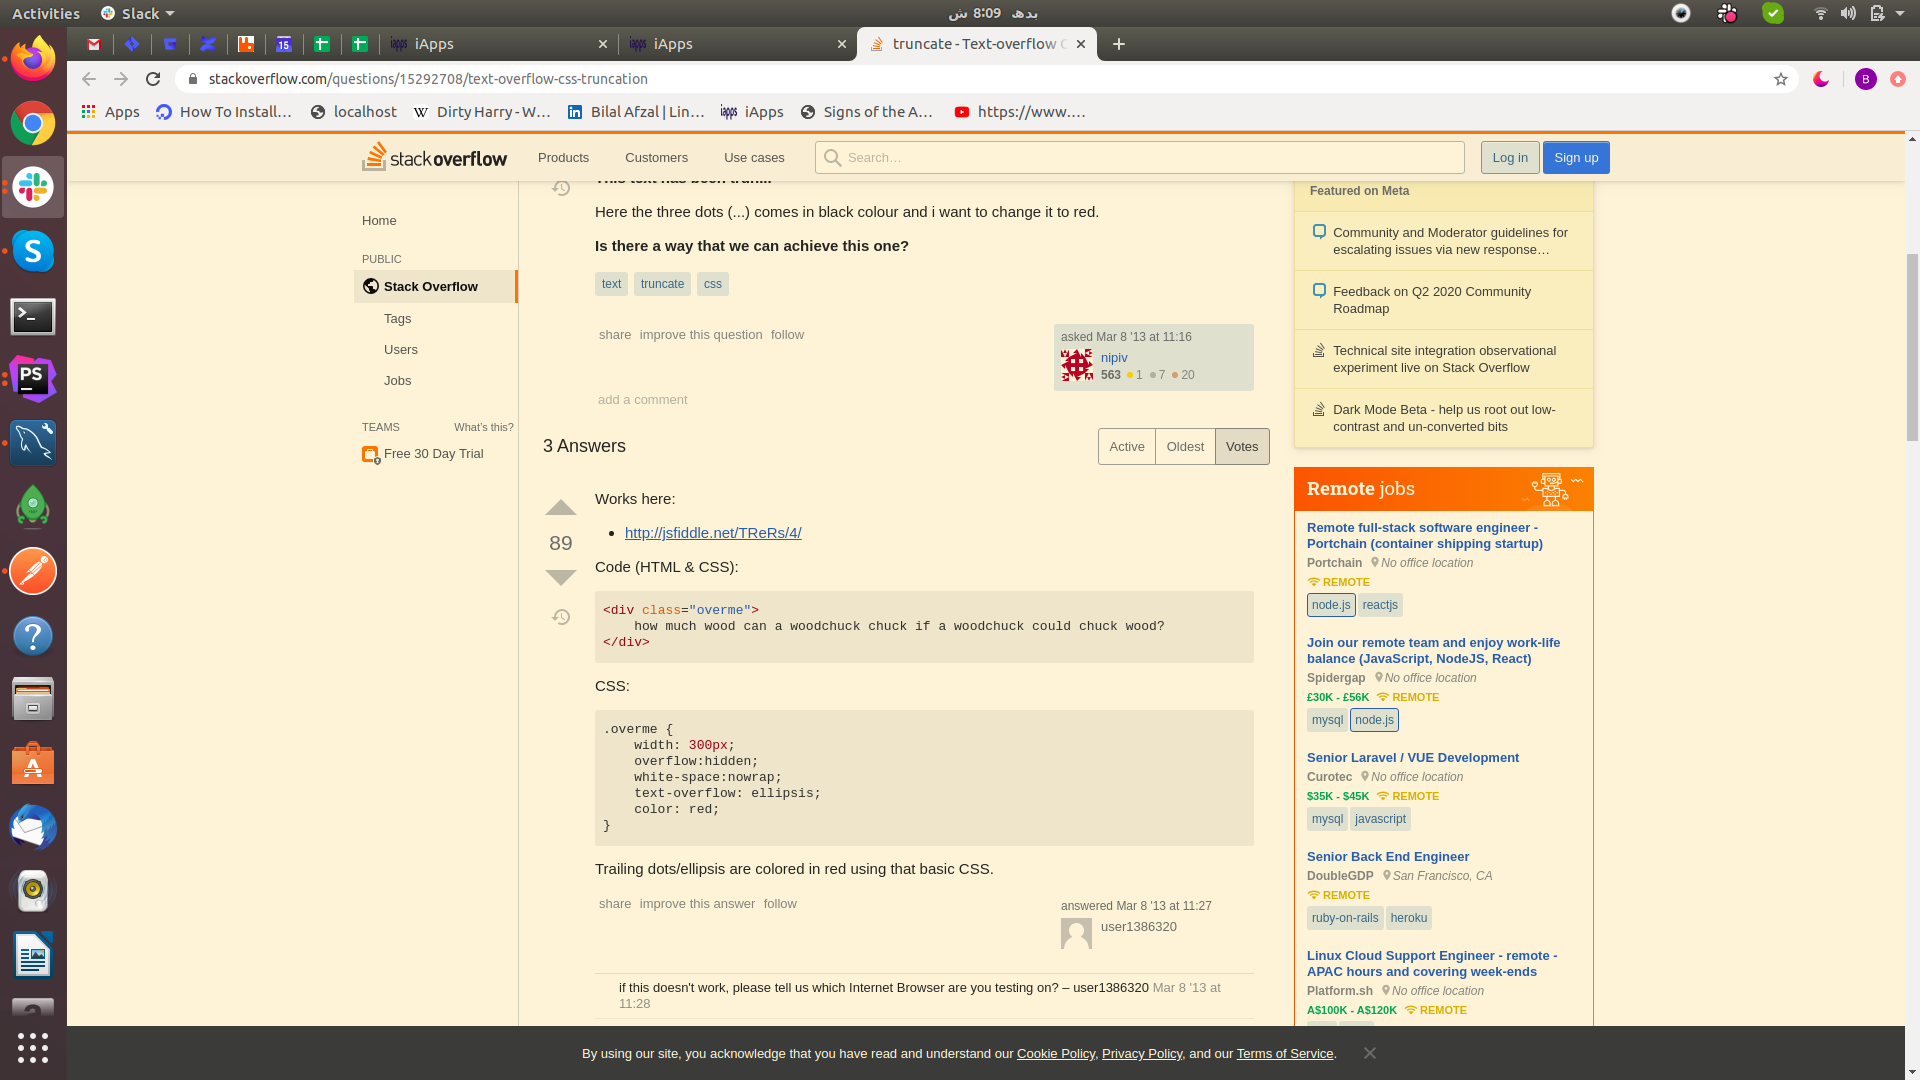 Activities
Slack
بدھ 8:09 ش
iApps
iApps
truncate - Text-overflow C
stackoverflow.com/questions/15292708/text-overflow-css-truncation
B
Apps
How To Install...
localhost
Dirty Harry - W...
Bilal Afzal | Lin...
iApps
Signs of the A...
https://www....
stackoverflow
Products
Customers
Use cases
Search...
Log in
Sign up
Home
PUBLIC
Stack Overflow
Tags
Users
Jobs
TEAMS
What's this?
Free 30 Day Trial
This text has been trun...
Here the three dots (...) comes in black colour and i want to change it to red.
Is there a way that we can achieve this one?
text truncate css
share improve this question follow
asked Mar 8 '13 at 11:16
nipiv
563 1 7 20
add a comment
3 Answers
Active Oldest Votes
89
Works here:
http://jsfiddle.net/TReRs/4/
Code (HTML & CSS):
<div class="overme">
how much wood can a woodchuck chuck if a woodchuck could chuck wood?
</div>
CSS:
.overme {
width: 300px;
overflow:hidden;
white-space:nowrap;
text-overflow: ellipsis;
color: red;
}
Trailing dots/ellipsis are colored in red using that basic CSS.
share improve this answer follow
answered Mar 8 '13 at 11:27
user1386320
if this doesn't work, please tell us which Internet Browser are you testing on? – user1386320 Mar 8 '13 at
11:28
Featured on Meta
Community and Moderator guidelines for
escalating issues via new response...
Feedback on Q2 2020 Community
Roadmap
Technical site integration observational
experiment live on Stack Overflow
Dark Mode Beta - help us root out low-
contrast and un-converted bits
Remote jobs
Remote full-stack software engineer -
Portchain (container shipping startup)
Portchain No office location
REMOTE
node.js reactjs
Join our remote team and enjoy work-life
balance (JavaScript, NodeJS, React)
Spidergap No office location
£30K - £56K REMOTE
mysql node.js
Senior Laravel / VUE Development
Curotec No office location
$35K - $45K REMOTE
mysql javascript
Senior Back End Engineer
DoubleGDP San Francisco, CA
REMOTE
ruby-on-rails heroku
Linux Cloud Support Engineer - remote -
APAC hours and covering week-ends
Platform.sh No office location
A$100K - A$120K REMOTE
By using our site, you acknowledge that you have read and understand our Cookie Policy, Privacy Policy, and our Terms of Service.